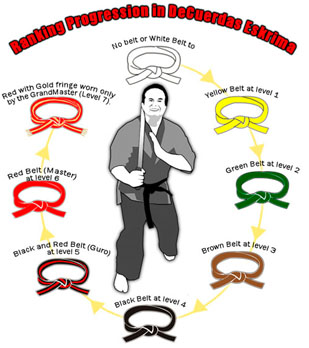 Ranking Progression in DeCuerdas Eskrima
No belt or White Belt to
Yellow Belt at level 1
Green Belt at level 2
Brown Belt at level 3
Black Belt at level 4
Black and Red Belt (Guro)
at level 5
Red Belt (Master)
at level 6
Red with Gold fringe worn only
by the GrandMaster (Level 7)